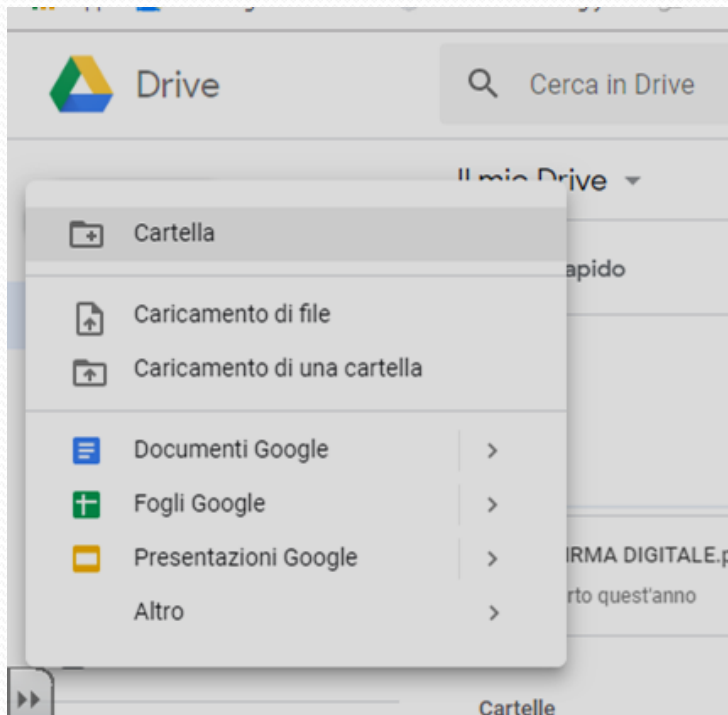 Drive
Cerca in Drive
Il mio Drive
Cartella
apido
Caricamento di file
Caricamento di una cartella
Documenti Google
Fogli Google
Presentazioni Google
IRMA DIGITALE.p
rto quest'anno
Altro
Cartelle